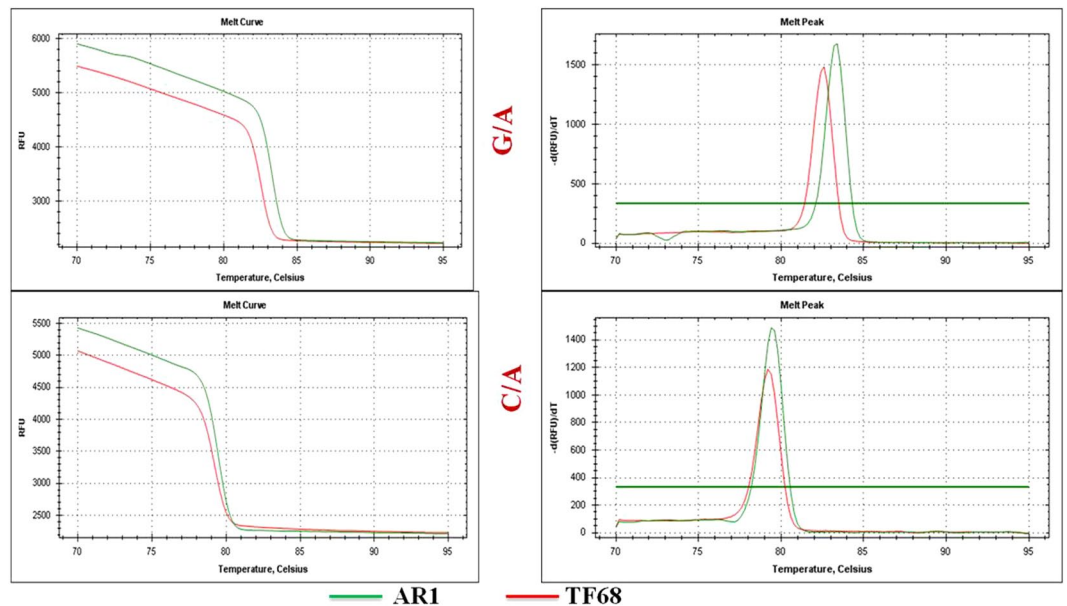 Melt Curve
6000
5000
4000
3000
RFU
70 75 80 85 90 95
Temperature, Celsius
G/A
Melt Peak
1500
1000
500
0
-d(RFU)/dT
70 75 80 85 90 95
Temperature, Celsius
Melt Curve
5500
5000
4500
4000
3500
3000
2500
RFU
70 75 80 85 90 95
Temperature, Celsius
C/A
Melt Peak
1400
1200
1000
800
600
400
200
0
-d(RFU)/dT
70 75 80 85 90 95
Temperature, Celsius
AR1 TF68